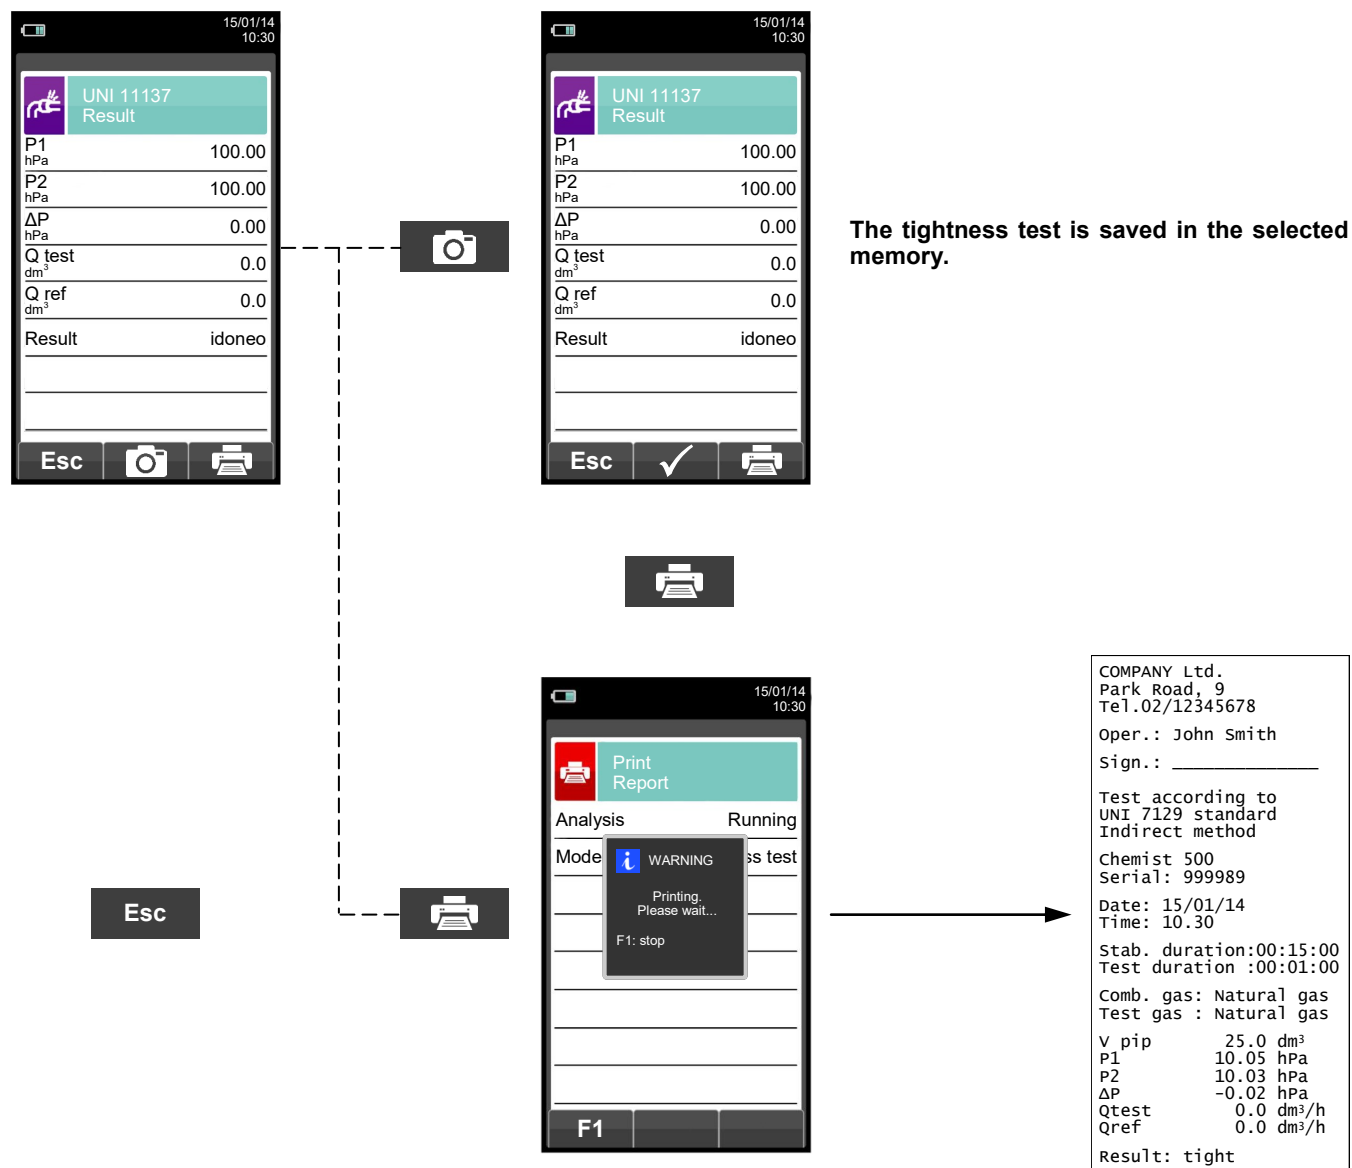 15/01/14
10:30
UNI 11137
Result
P1
hPa
100.00
P2
hPa
100.00
ΔP
hPa
0.00
Q test
dm³
0.0
Q ref
dm³
0.0
Result idoneo
Esc
15/01/14
10:30
UNI 11137
Result
P1
hPa
100.00
P2
hPa
100.00
ΔP
hPa
0.00
Q test
dm³
0.0
Q ref
dm³
0.0
Result idoneo
Esc
The tightness test is saved in the selected
memory.
Esc
15/01/14
10:30
Print
Report
Analysis Running
Mode ss test
i WARNING
Printing.
Please wait...
F1: stop
F1
COMPANY Ltd.
Park Road, 9
Tel.02/12345678
Oper.: John Smith
Sign.: ______________
Test according to
UNI 7129 standard
Indirect method
Chemist 500
Serial: 999989
Date: 15/01/14
Time: 10.30
Stab. duration:00:15:00
Test duration :00:01:00
Comb. gas: Natural gas
Test gas : Natural gas
V pip 25.0 dm³
P1 10.05 hPa
P2 10.03 hPa
ΔP -0.02 hPa
Qtest 0.0 dm³/h
Qref 0.0 dm³/h
Result: tight